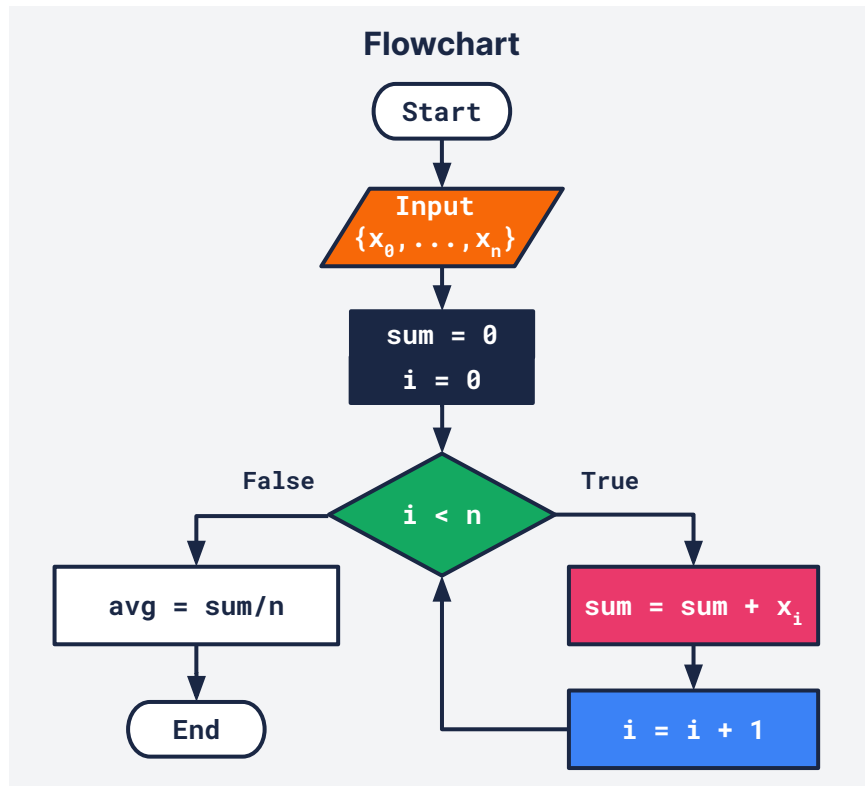 Flowchart
Start
Input
{x₀,...,xₙ}
sum = 0
i = 0
False
True
i < n
avg = sum/n
sum = sum + xᵢ
End
i = i + 1